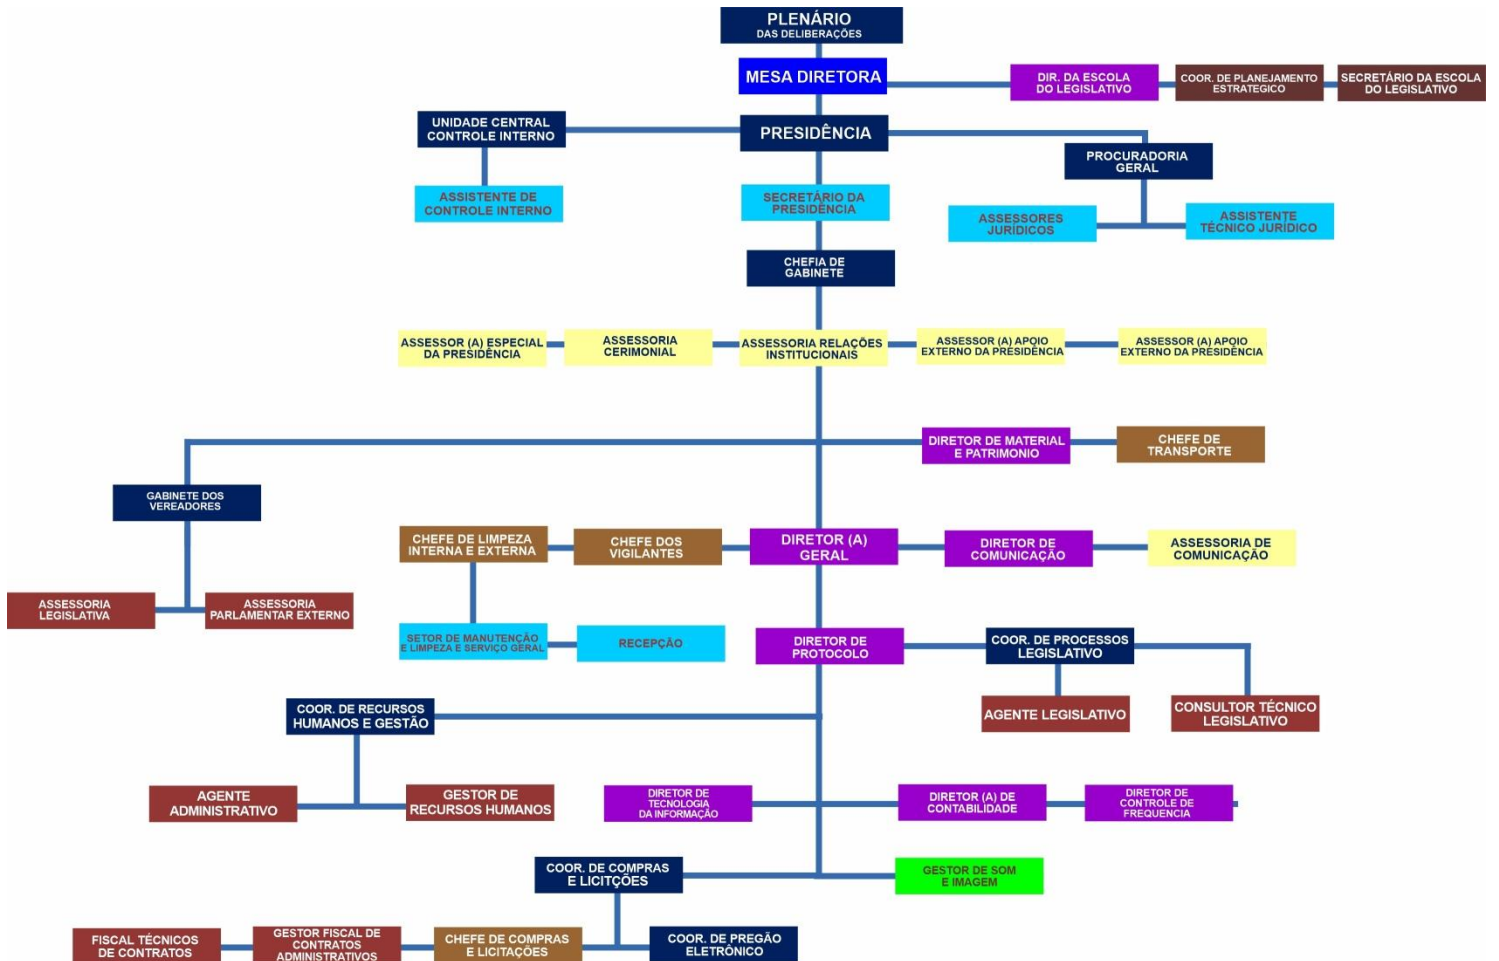 PLENÁRIO
DAS DELIBERAÇÕES
MESA DIRETORA
DIR. DA ESCOLA
DO LEGISLATIVO
COOR. DE PLANEJAMENTO
ESTRATEGICO
SECRETÁRIO DA ESCOLA
DO LEGISLATIVO
UNIDADE CENTRAL
CONTROLE INTERNO
PRESIDÊNCIA
PROCURADORIA
GERAL
ASSISTENTE DE
CONTROLE INTERNO
SECRETÁRIO DA
PRESIDÊNCIA
ASSESSORES
JURÍDICOS
ASSISTENTE
TÉCNICO JURÍDICO
CHEFIA DE
GABINETE
ASSESSOR (A) ESPECIAL
DA PRESIDÊNCIA
ASSESSORIA
CERIMONIAL
ASSESSORIA RELAÇÕES
INSTITUCIONAIS
ASSESSOR (A) APOIO
EXTERNO DA PRESIDÊNCIA
ASSESSOR (A) APOIO
EXTERNO DA PRESIDÊNCIA
DIRETOR DE MATERIAL
E PATRIMONIO
CHEFE DE
TRANSPORTE
GABINETE DOS
VEREADORES
CHEFE DE LIMPEZA
INTERNA E EXTERNA
CHEFE DOS
VIGILANTES
DIRETOR (A)
GERAL
DIRETOR DE
COMUNICAÇÃO
ASSESSORIA DE
COMUNICAÇÃO
ASSESSORIA
LEGISLATIVA
ASSESSORIA
PARLAMENTAR EXTERNO
SETOR DE MANUTENÇÃO
E LIMPEZA E SERVIÇO GERAL
RECEPÇÃO
DIRETOR DE
PROTOCOLO
COOR. DE PROCESSOS
LEGISLATIVO
AGENTE LEGISLATIVO
CONSULTOR TÉCNICO
LEGISLATIVO
COOR. DE RECURSOS
HUMANOS E GESTÃO
AGENTE
ADMINISTRATIVO
GESTOR DE
RECURSOS HUMANOS
DIRETOR DE
TECNOLOGIA
DA INFORMAÇÃO
DIRETOR (A) DE
CONTABILIDADE
DIRETOR DE
CONTROLE DE
FREQUENCIA
COOR. DE COMPRAS
E LICITÇÕES
GESTOR DE SOM
E IMAGEM
FISCAL TÉCNICOS
DE CONTRATOS
GESTOR FISCAL DE
CONTRATOS
ADMINISTRATIVOS
CHEFE DE COMPRAS
E LICITAÇÕES
COOR. DE PREGÃO
ELETRÔNICO